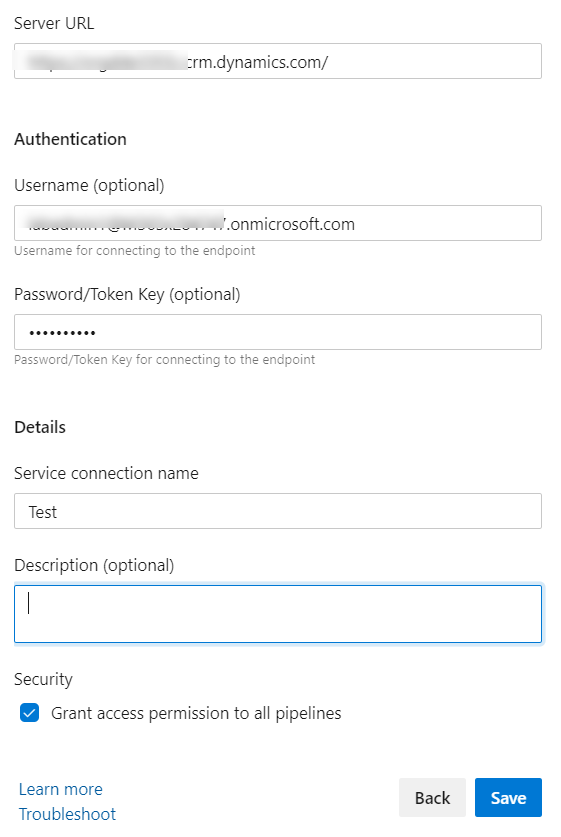 Server URL
crm.dynamics.com/
Authentication
Username (optional)
.onmicrosoft.com
Username for connecting to the endpoint
Password/Token Key (optional)
••••••••••
Password/Token Key for connecting to the endpoint
Details
Service connection name
Test
Description (optional)
Security
Grant access permission to all pipelines
Learn more
Troubleshoot
Back
Save